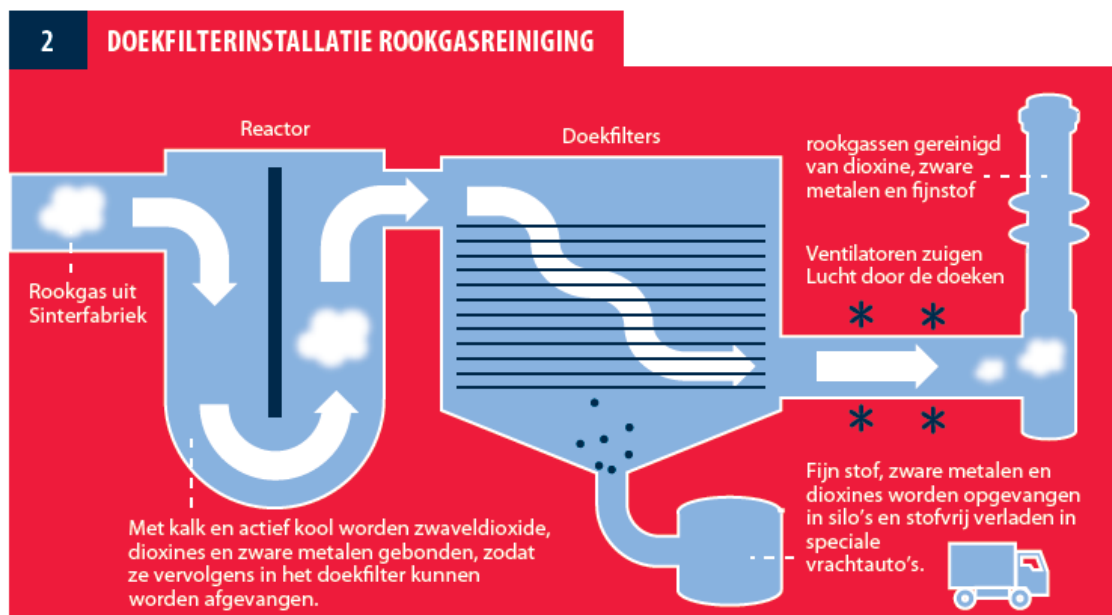 2 DOEKFILTERINSTALLATIE ROOKGASREINIGING
Reactor
Doekfilters
rookgassen gereinigd
van dioxine, zware
metalen en fijnstof
Ventilatoren zuigen
Lucht door de doeken
Rookgas uit
Sinterfabriek
Met kalk en actief kool worden zwaveldioxide,
dioxines en zware metalen gebonden, zodat
ze vervolgens in het doekfilter kunnen
worden afgevangen.
Fijn stof, zware metalen en
dioxines worden opgevangen
in silo's en stofvrij verladen in
speciale
vrachtauto's.